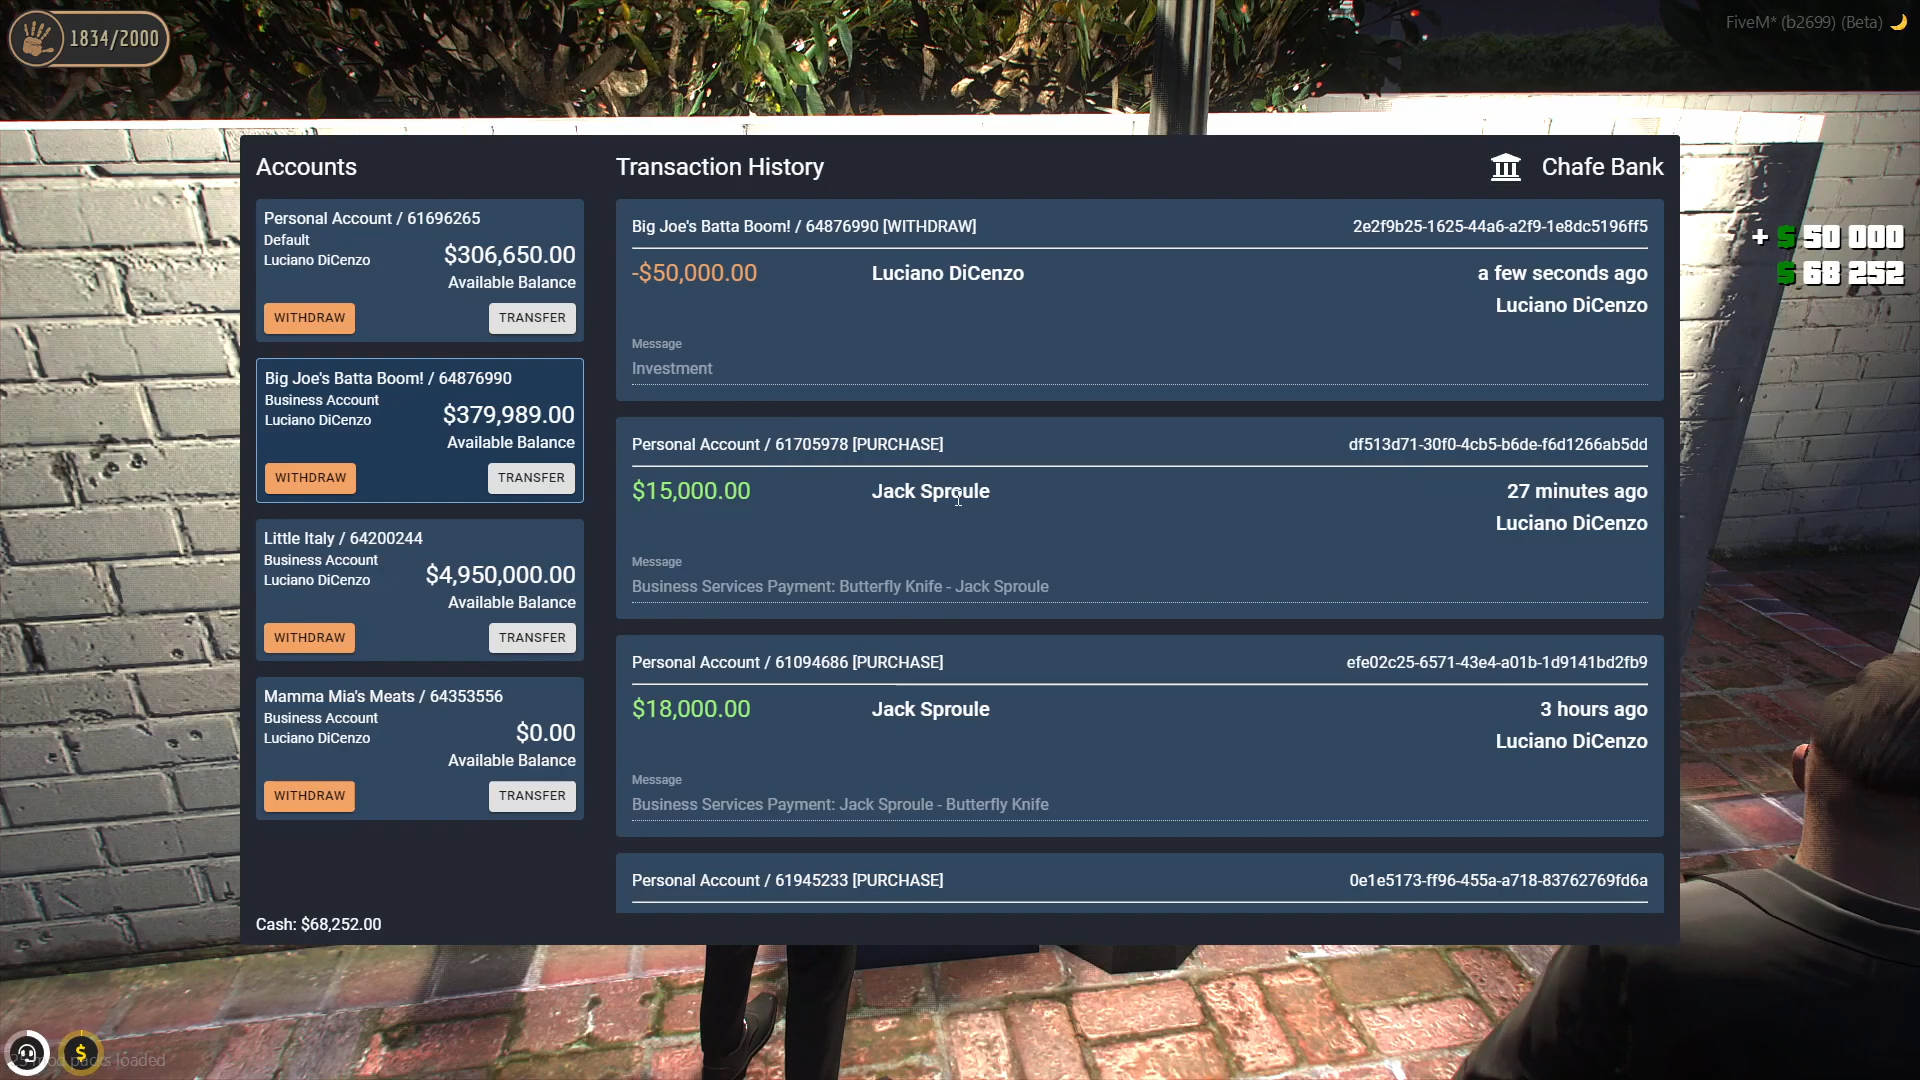 1834/2000
FiveM* (b2699) (Beta)
+ $ 50 000
$ 68 252
Accounts
Personal Account / 61696265
Default
Luciano DiCenzo
$306,650.00
Available Balance
WITHDRAW
TRANSFER
Big Joe's Batta Boom! / 64876990
Business Account
Luciano DiCenzo
$379,989.00
Available Balance
WITHDRAW
TRANSFER
Little Italy / 64200244
Business Account
Luciano DiCenzo
$4,950,000.00
Available Balance
WITHDRAW
TRANSFER
Mamma Mia's Meats / 64353556
Business Account
Luciano DiCenzo
$0.00
Available Balance
WITHDRAW
TRANSFER
Cash: $68,252.00
Transaction History
Chafe Bank
Big Joe's Batta Boom! / 64876990 [WITHDRAW]
2e2f9b25-1625-44a6-a2f9-1e8dc5196ff5
-$50,000.00
Luciano DiCenzo
a few seconds ago
Luciano DiCenzo
Message
Investment
Personal Account / 61705978 [PURCHASE]
df513d71-30f0-4cb5-b6de-f6d1266ab5dd
$15,000.00
Jack Sproule
27 minutes ago
Luciano DiCenzo
Message
Business Services Payment: Butterfly Knife - Jack Sproule
Personal Account / 61094686 [PURCHASE]
efe02c25-6571-43e4-a01b-1d9141bd2fb9
$18,000.00
Jack Sproule
3 hours ago
Luciano DiCenzo
Message
Business Services Payment: Jack Sproule - Butterfly Knife
Personal Account / 61945233 [PURCHASE]
0e1e5173-ff96-455a-a718-83762769fd6a
$
packs loaded